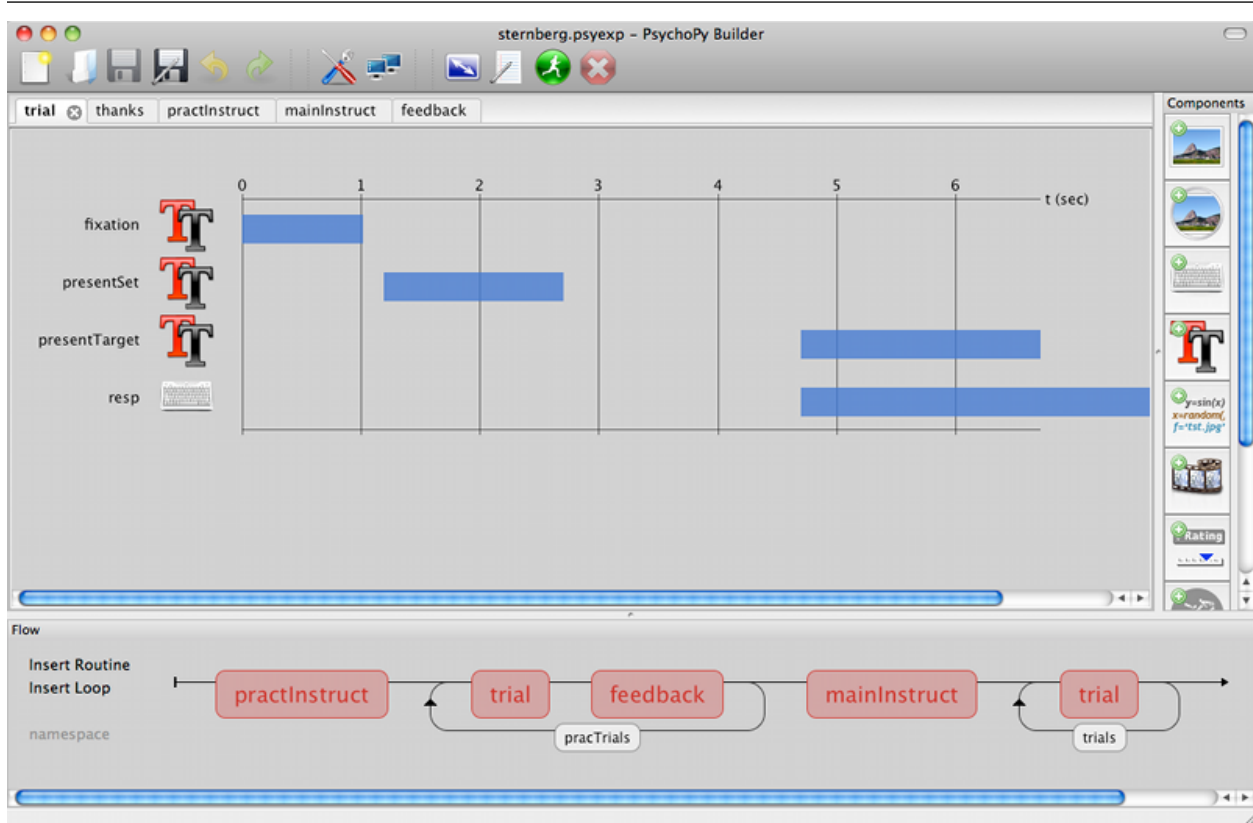 sternberg.psyexp – PsychoPy Builder
trial thanks practInstruct mainInstruct feedback
Components
0 1 2 3 4 5 6
t (sec)
fixation
presentSet
presentTarget
resp
y=sin(x)
x=random(,
f='tst.jpg'
Rating
Flow
Insert Routine
Insert Loop
practInstruct trial feedback mainInstruct trial
namespace
pracTrials trials